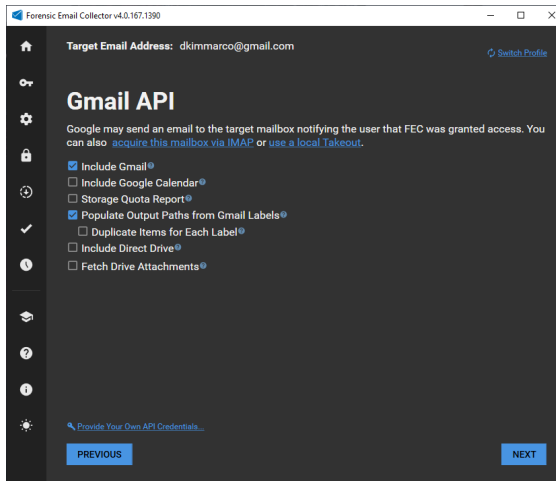 Forensic Email Collector v4.0.167.1390
Target Email Address: dkimmarco@gmail.com
Switch Profile
Gmail API
Google may send an email to the target mailbox notifying the user that FEC was granted access. You
can also acquire this mailbox via IMAP or use a local Takeout.
Include Gmail
Include Google Calendar
Storage Quota Report
Populate Output Paths from Gmail Labels
Duplicate Items for Each Label
Include Direct Drive
Fetch Drive Attachments
Provide Your Own API Credentials...
PREVIOUS
NEXT